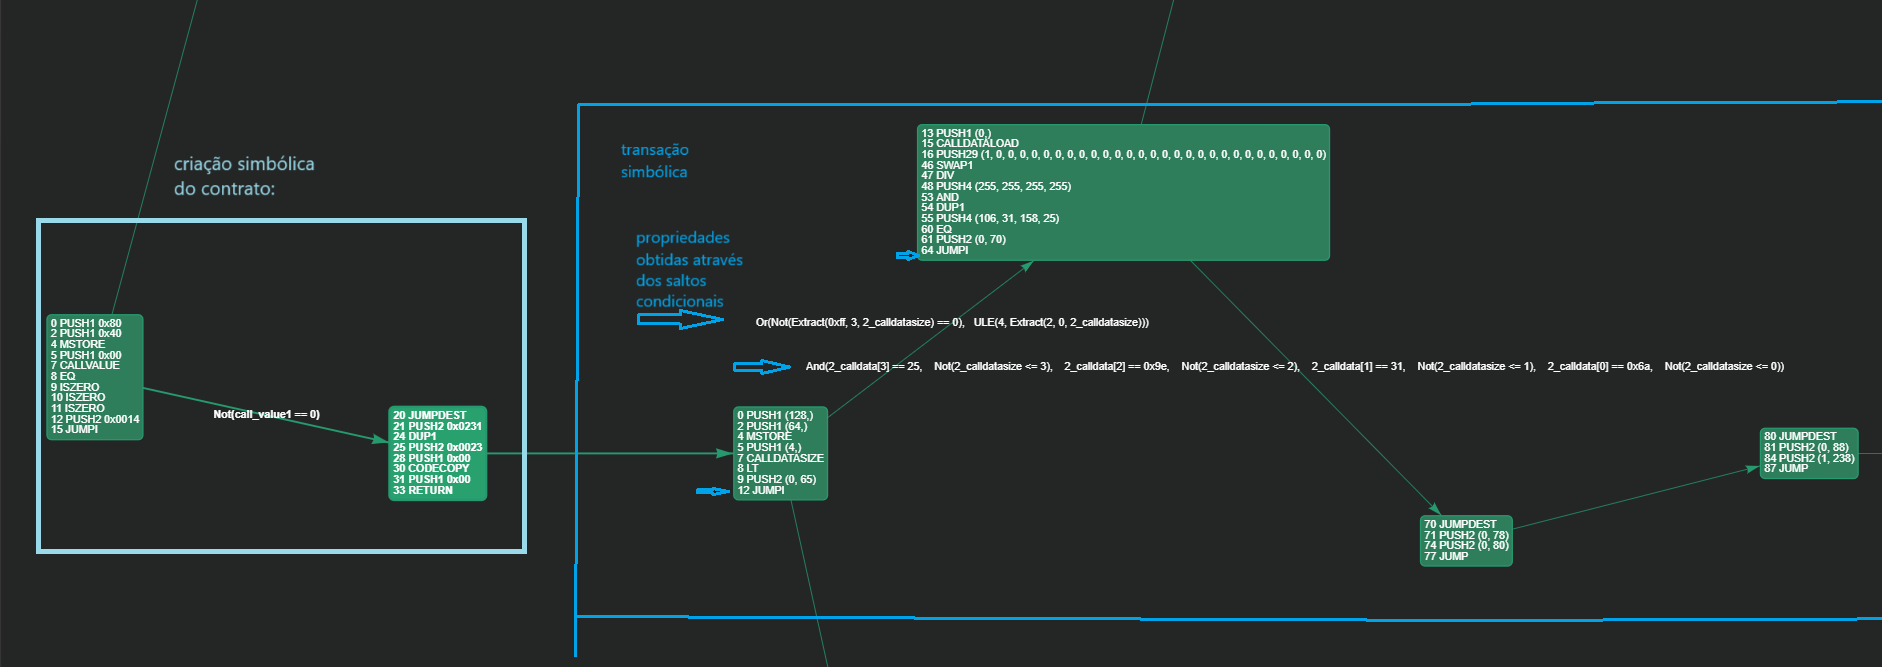 criação simbólica
do contrato:
0 PUSH1 0x80
2 PUSH1 0x40
4 MSTORE
5 PUSH1 0x00
7 CALLVALUE
8 EQ
9 ISZERO
10 ISZERO
11 ISZERO
12 PUSH2 0x0014
15 JUMPI
Not(call_value1 == 0)
20 JUMPDEST
21 PUSH2 0x0231
24 DUP1
25 PUSH2 0x0023
28 PUSH1 0x00
30 CODECOPY
31 PUSH1 0x00
33 RETURN
transação
simbólica
propriedades
obtidas através
dos saltos
condicionais
13 PUSH1 (0,)
15 CALLDATALOAD
16 PUSH29 (1, 0, 0, 0, 0, 0, 0, 0, 0, 0, 0, 0, 0, 0, 0, 0, 0, 0, 0, 0, 0, 0, 0, 0, 0, 0, 0, 0, 0)
46 SWAP1
47 DIV
48 PUSH4 (255, 255, 255, 255)
53 AND
54 DUP1
55 PUSH4 (106, 31, 158, 25)
60 EQ
61 PUSH2 (0, 70)
64 JUMPI
Or(Not(Extract(0xff, 3, 2_calldatasize) == 0), ULE(4, Extract(2, 0, 2_calldatasize)))
And(2_calldata[3] == 25, Not(2_calldatasize <= 3), 2_calldata[2] == 0x9e, Not(2_calldatasize <= 2), 2_calldata[1] == 31, Not(2_calldatasize <= 1), 2_calldata[0] == 0x6a, Not(2_calldatasize <= 0))
0 PUSH1 (128,)
2 PUSH1 (64,)
4 MSTORE
5 PUSH1 (4,)
7 CALLDATASIZE
8 LT
9 PUSH2 (0, 65)
12 JUMPI
70 JUMPDEST
71 PUSH2 (0, 78)
74 PUSH2 (0, 80)
77 JUMP
80 JUMPDEST
81 PUSH2 (0, 88)
84 PUSH2 (1, 238)
87 JUMP